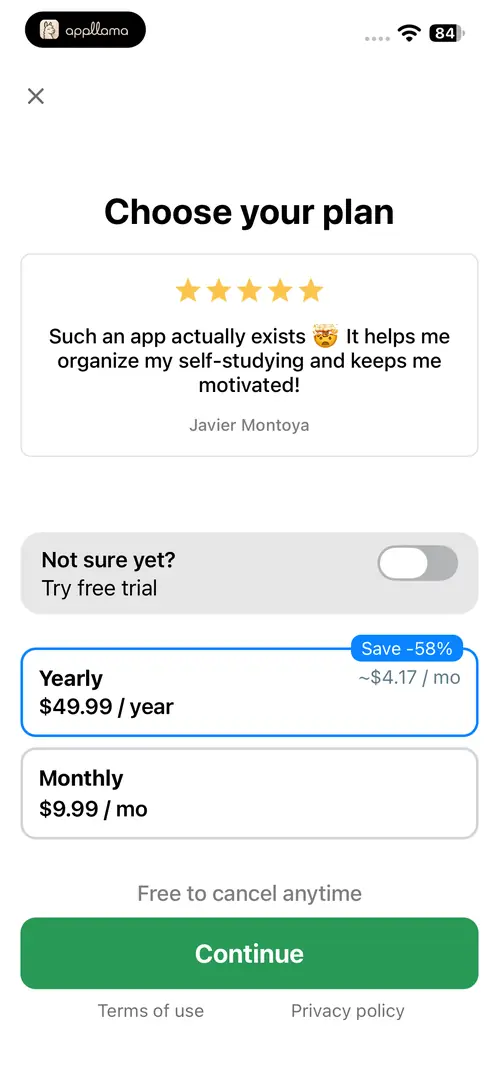 appllama
84
Choose your plan
Such an app actually exists 🤯 It helps me
organize my self-studying and keeps me
motivated!
Javier Montoya
Not sure yet?
Try free trial
Save -58%
Yearly
~$4.17 / mo
$49.99 / year
Monthly
$9.99 / mo
Free to cancel anytime
Continue
Terms of use
Privacy policy